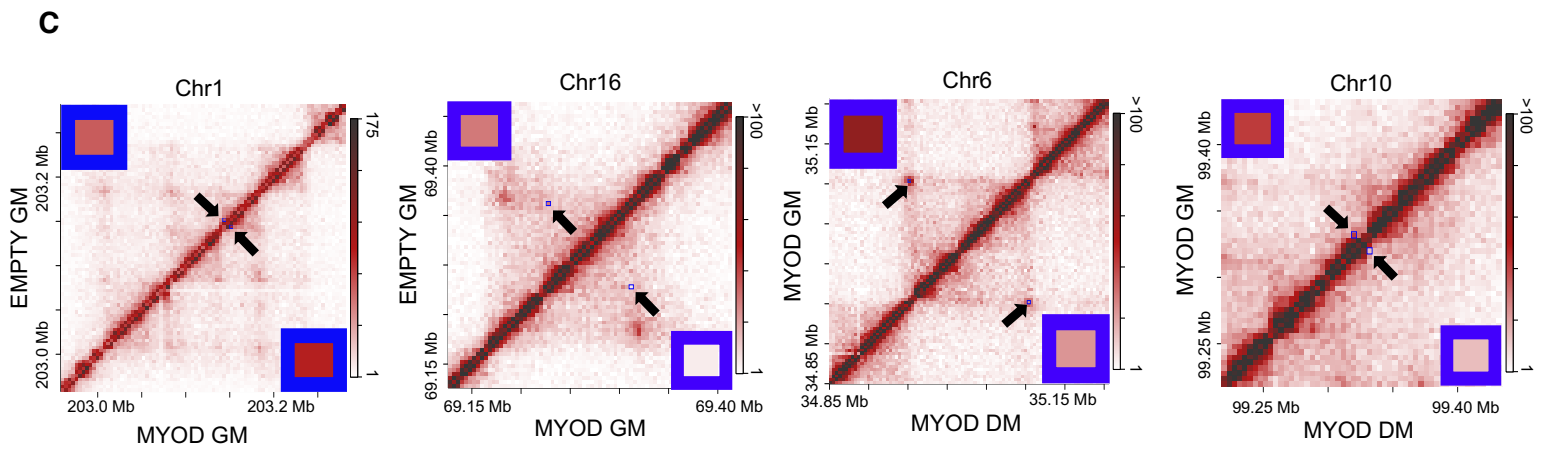 C
Chr1
EMPTY GM
203.2 Mb
203.0 Mb
203.0 Mb
203.2 Mb
MYOD GM
175
1
Chr16
EMPTY GM
69.40 Mb
69.15 Mb
69.15 Mb
69.40 Mb
MYOD GM
>100
1
Chr6
MYOD GM
35.15 Mb
34.85 Mb
34.85 Mb
35.15 Mb
MYOD DM
>100
1
Chr10
MYOD GM
99.40 Mb
99.25 Mb
99.25 Mb
99.40 Mb
MYOD DM
>100
1